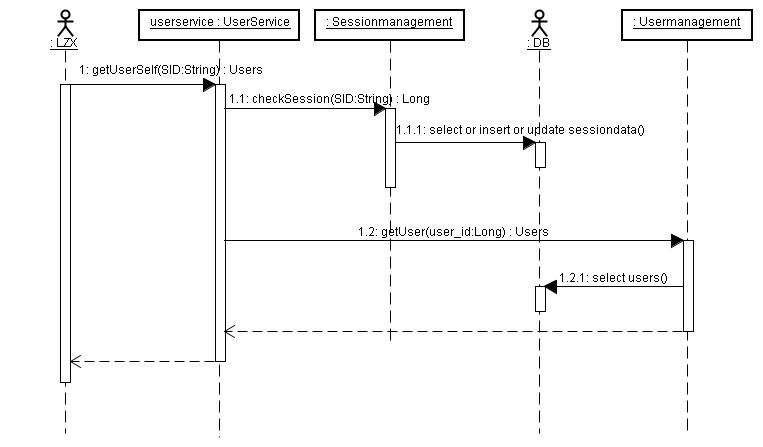 userservice : UserService
: Sessionmanagement
: Usermanagement
: LZX
: DB
1: getUserSelf(SID:String) : Users
1.1: checkSession(SID:String) : Long
1.1.1: select or insert or update sessiondata()
1.2: getUser(user_id:Long) : Users
1.2.1: select users()